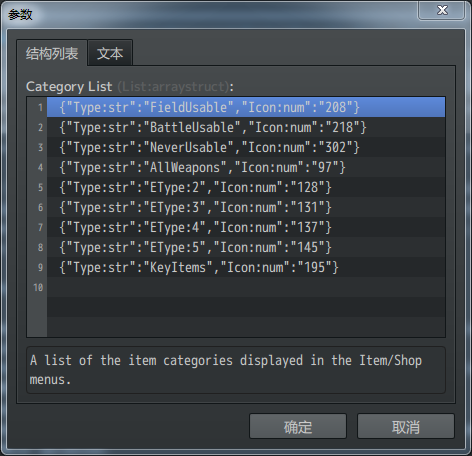 参数
结构列表
文本
Category List (List:arraystruct):
1 {"Type:str":"FieldUsable","Icon:num":"208"}
2 {"Type:str":"BattleUsable","Icon:num":"218"}
3 {"Type:str":"NeverUsable","Icon:num":"302"}
4 {"Type:str":"AllWeapons","Icon:num":"97"}
5 {"Type:str":"EType:2","Icon:num":"128"}
6 {"Type:str":"EType:3","Icon:num":"131"}
7 {"Type:str":"EType:4","Icon:num":"137"}
8 {"Type:str":"EType:5","Icon:num":"145"}
9 {"Type:str":"KeyItems","Icon:num":"195"}
10
A list of the item categories displayed in the Item/Shop
menus.
确定
取消